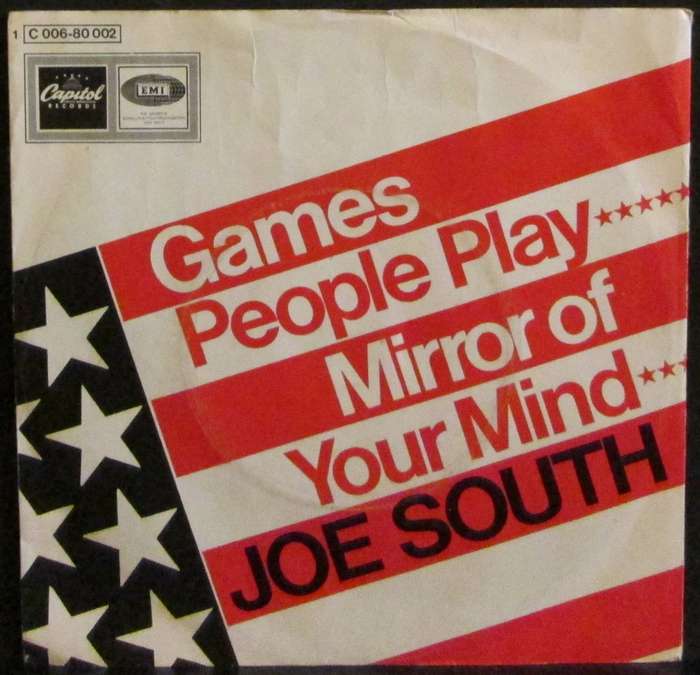 1 C 006-80 002
Capitol
RECORDS
EMI
Games
People Play
Mirror of
Your Mind
JOE SOUTH